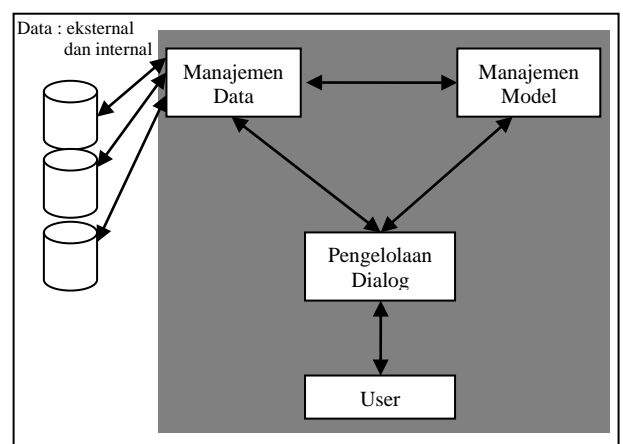 Data : eksternal
dan internal
Manajemen
Data
Manajemen
Model
Pengelolaan
Dialog
User